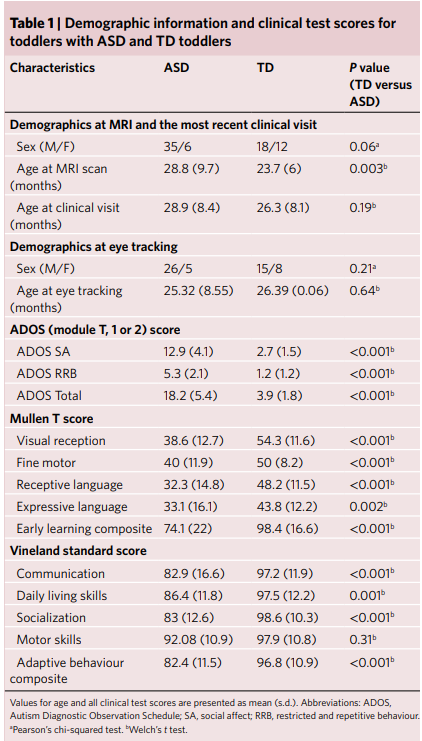 Table 1 | Demographic information and clinical test scores for
toddlers with ASD and TD toddlers
Characteristics ASD TD P value
(TD versus
ASD)
Demographics at MRI and the most recent clinical visit
Sex (M/F) 35/6 18/12 0.06ᵃ
Age at MRI scan 28.8 (9.7) 23.7 (6) 0.003ᵇ
(months)
Age at clinical visit 28.9 (8.4) 26.3 (8.1) 0.19ᵇ
(months)
Demographics at eye tracking
Sex (M/F) 26/5 15/8 0.21ᵃ
Age at eye tracking 25.32 (8.55) 26.39 (0.06) 0.64ᵇ
(months)
ADOS (module T, 1 or 2) score
ADOS SA 12.9 (4.1) 2.7 (1.5) <0.001ᵇ
ADOS RRB 5.3 (2.1) 1.2 (1.2) <0.001ᵇ
ADOS Total 18.2 (5.4) 3.9 (1.8) <0.001ᵇ
Mullen T score
Visual reception 38.6 (12.7) 54.3 (11.6) <0.001ᵇ
Fine motor 40 (11.9) 50 (8.2) <0.001ᵇ
Receptive language 32.3 (14.8) 48.2 (11.5) <0.001ᵇ
Expressive language 33.1 (16.1) 43.8 (12.2) 0.002ᵇ
Early learning composite 74.1 (22) 98.4 (16.6) <0.001ᵇ
Vineland standard score
Communication 82.9 (16.6) 97.2 (11.9) <0.001ᵇ
Daily living skills 86.4 (11.8) 97.5 (12.2) 0.001ᵇ
Socialization 83 (12.6) 98.6 (10.3) <0.001ᵇ
Motor skills 92.08 (10.9) 97.9 (10.8) 0.31ᵇ
Adaptive behaviour 82.4 (11.5) 96.8 (10.9) <0.001ᵇ
composite
Values for age and all clinical test scores are presented as mean (s.d.). Abbreviations: ADOS,
Autism Diagnostic Observation Schedule; SA, social affect; RRB, restricted and repetitive behaviour.
ᵃPearson's chi-squared test. ᵇWelch's t test.